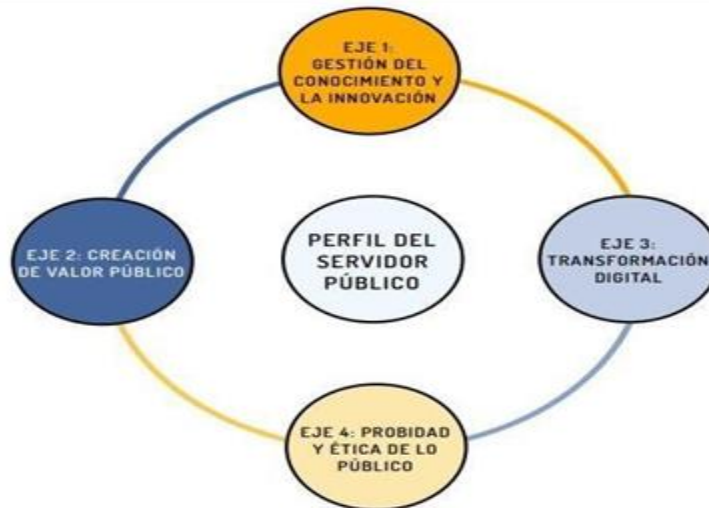 EJE 1:
GESTIÓN DEL
CONOCIMIENTO Y
LA INNOVACIÓN
EJE 2: CREACIÓN
DE VALOR PÚBLICO
PERFIL DEL
SERVIDOR
PÚBLICO
EJE 3:
TRANSFORMACIÓN
DIGITAL
EJE 4: PROBIDAD
Y ÉTICA DE LO
PÚBLICO